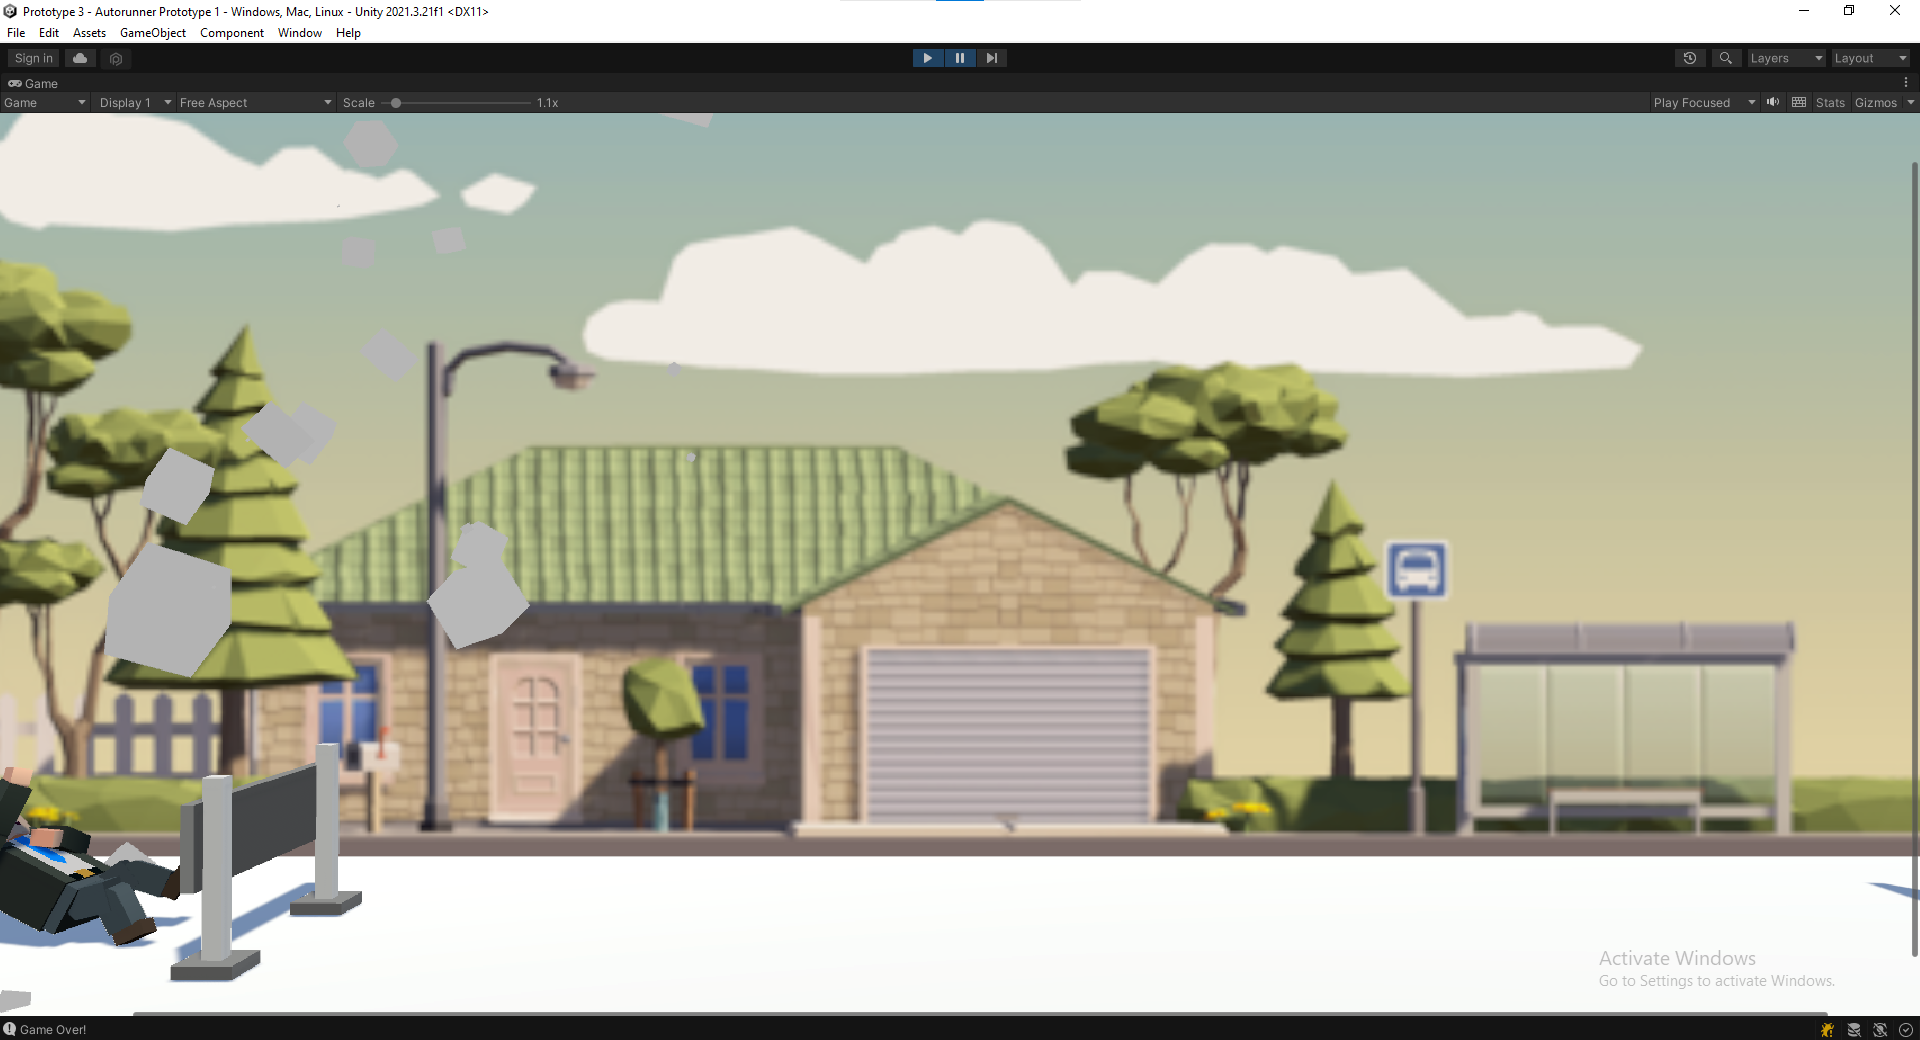 Prototype 3 - Autorunner Prototype 1 - Windows, Mac, Linux - Unity 2021.3.21f1 <DX11>
File Edit Assets GameObject Component Window Help
Sign in Layers Layout
Game
Game Display 1 Free Aspect Scale 1.1x Play Focused Stats Gizmos
Activate Windows
Go to Settings to activate Windows.
Game Over!